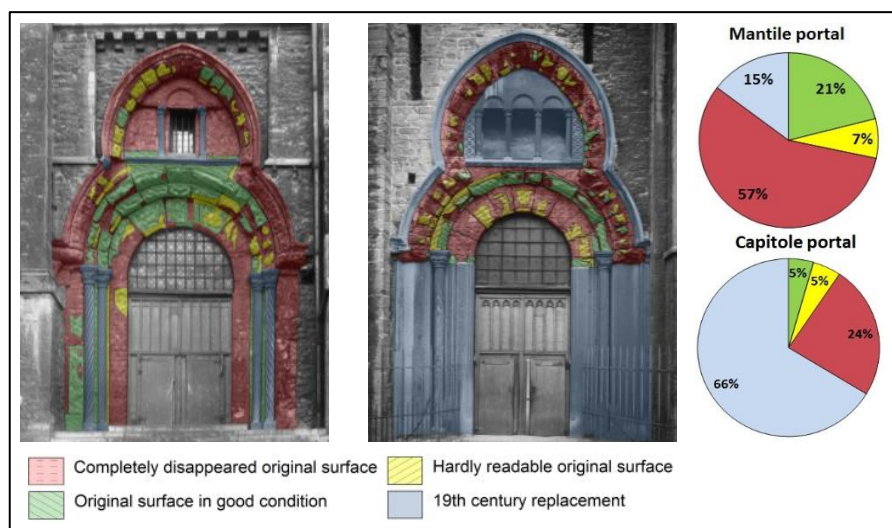 Mantile portal
15%
21%
7%
57%
Capitole portal
5%
5%
24%
66%
Completely disappeared original surface
Hardly readable original surface
Original surface in good condition
19th century replacement